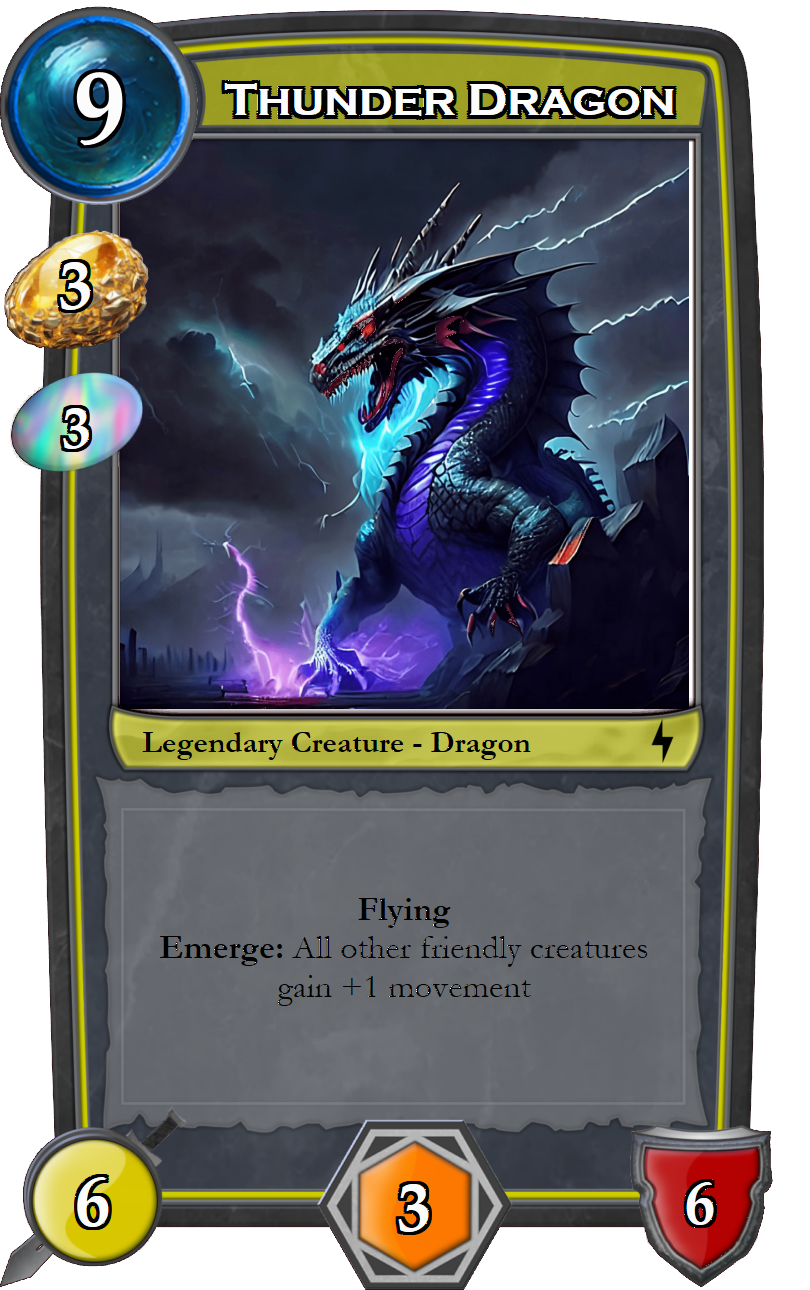 9
Thunder Dragon
3
3
Legendary Creature - Dragon
Flying
Emerge: All other friendly creatures
gain +1 movement
6
3
6